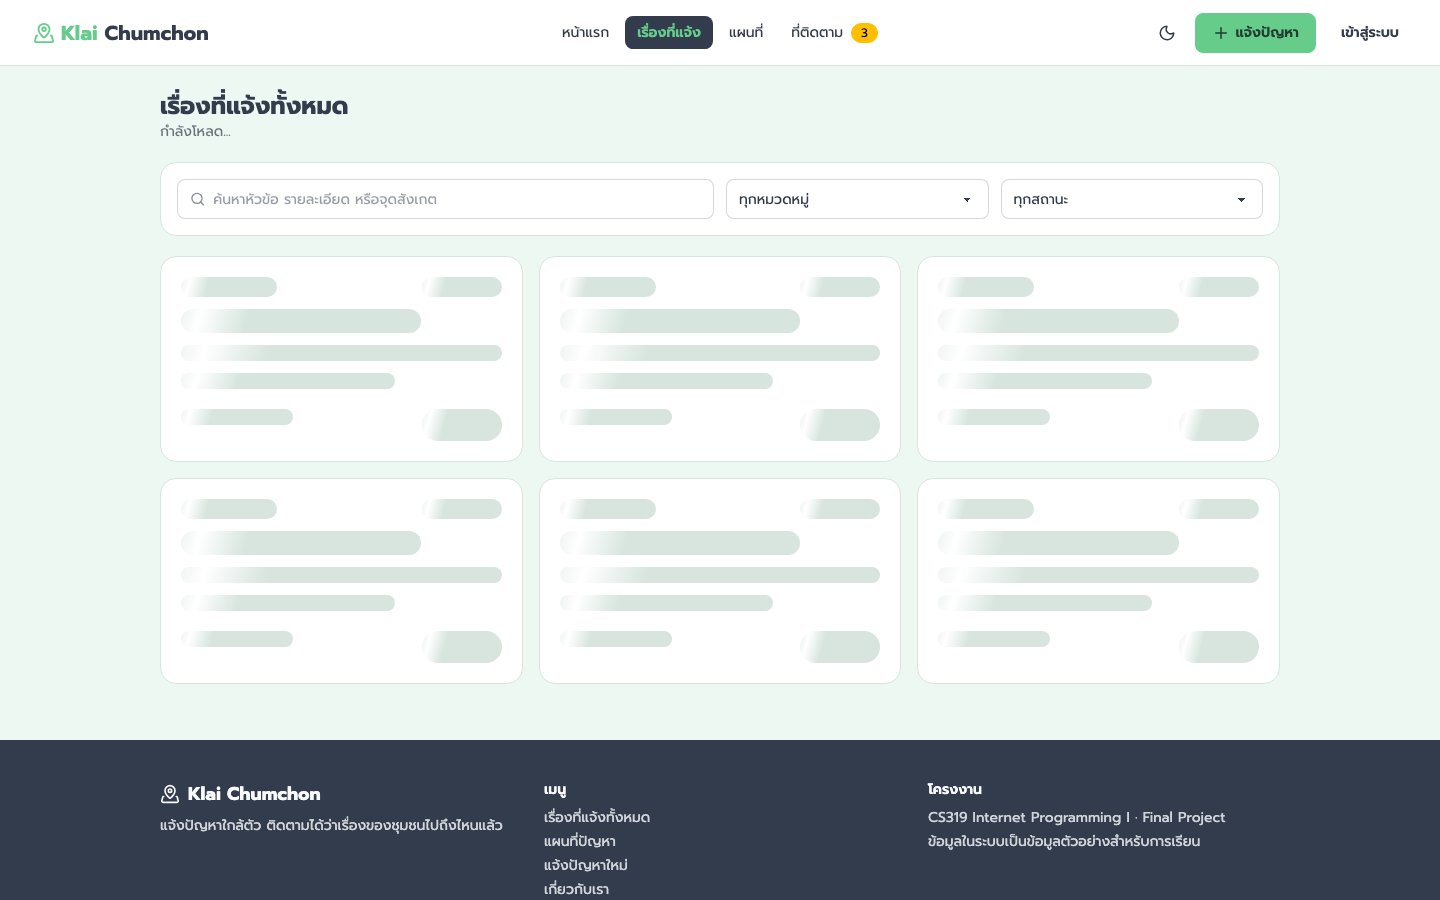 Klai Chumchon
หน้าแรก
เรื่องที่แจ้ง
แผนที่
ที่ติดตาม 3
แจ้งปัญหา
เข้าสู่ระบบ
เรื่องที่แจ้งทั้งหมด
กำลังโหลด…
ค้นหาหัวข้อ รายละเอียด หรือจุดสังเกต
ทุกหมวดหมู่
ทุกสถานะ
Klai Chumchon
แจ้งปัญหาใกล้ตัว ติดตามได้ว่าเรื่องของชุมชนไปถึงไหนแล้ว
เมนู
เรื่องที่แจ้งทั้งหมด
แผนที่ปัญหา
แจ้งปัญหาใหม่
เกี่ยวกับเรา
โครงงาน
CS319 Internet Programming I · Final Project
ข้อมูลในระบบเป็นข้อมูลตัวอย่างสำหรับการเรียน